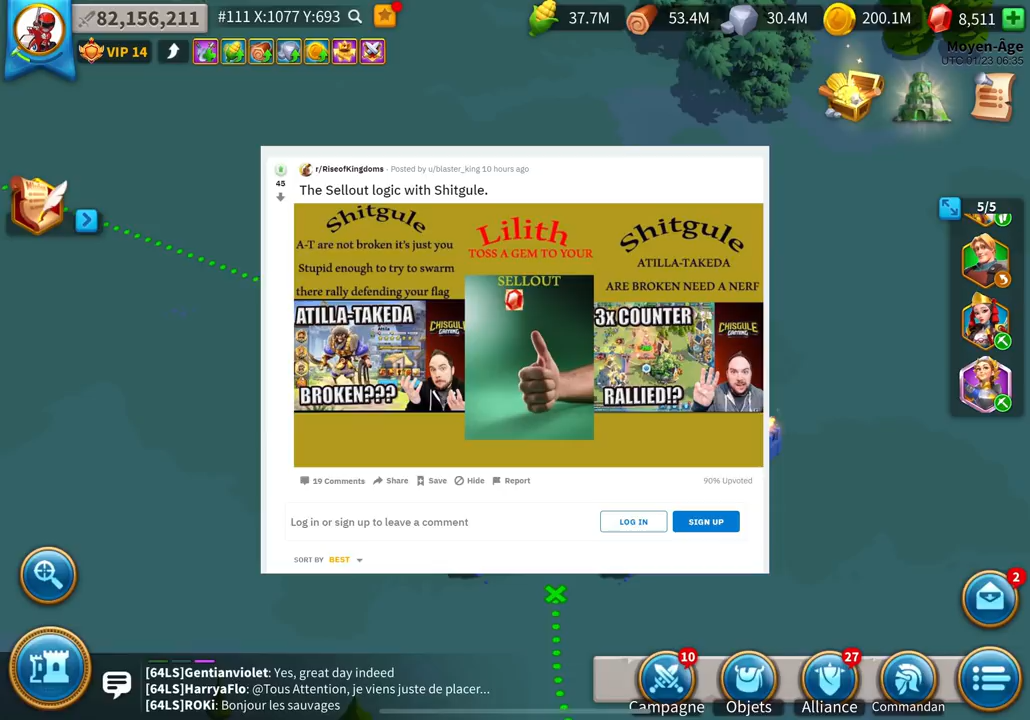 82,156,211
#111 X:1077 Y:693
37.7M
53.4M
30.4M
200.1M
8,511
VIP 14
Moyen-Âge
UTC 01/23 06:35
5/5
r/RiseofKingdoms · Posted by u/blaster_king 10 hours ago
45
The Sellout logic with Shitgule.
Shitgule
A-T are not broken it's just you
Stupid enough to try to swarm
there rally defending your flag
ATILLA-TAKEDA
CHISGULE
GAMING
BROKEN???
Lilith
TOSS A GEM TO YOUR
SELLOUT
Shitgule
ATILLA-TAKEDA
ARE BROKEN NEED A NERF
3X COUNTER
CHISGULE
GAMING
RALLIED!?
19 Comments Share Save Hide Report
90% Upvoted
Log in or sign up to leave a comment
LOG IN
SIGN UP
SORT BY BEST
2
[64LS]Gentianviolet: Yes, great day indeed
[64LS]HarryaFlo: @Tous Attention, je viens juste de placer...
[64LS]ROKi: Bonjour les sauvages
10
27
Campagne
Objets
Alliance
Commandan